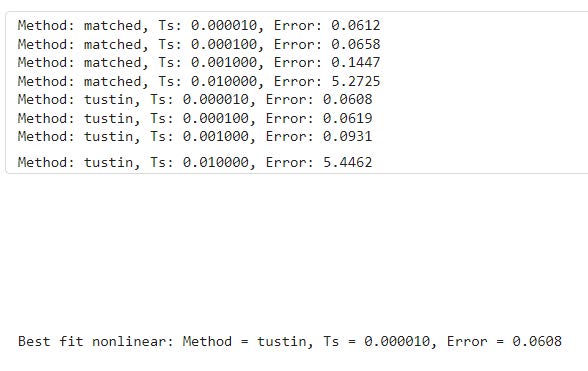 Method: matched, Ts: 0.000010, Error: 0.0612
Method: matched, Ts: 0.000100, Error: 0.0658
Method: matched, Ts: 0.001000, Error: 0.1447
Method: matched, Ts: 0.010000, Error: 5.2725
Method: tustin, Ts: 0.000010, Error: 0.0608
Method: tustin, Ts: 0.000100, Error: 0.0619
Method: tustin, Ts: 0.001000, Error: 0.0931
Method: tustin, Ts: 0.010000, Error: 5.4462
Best fit nonlinear: Method = tustin, Ts = 0.000010, Error = 0.0608